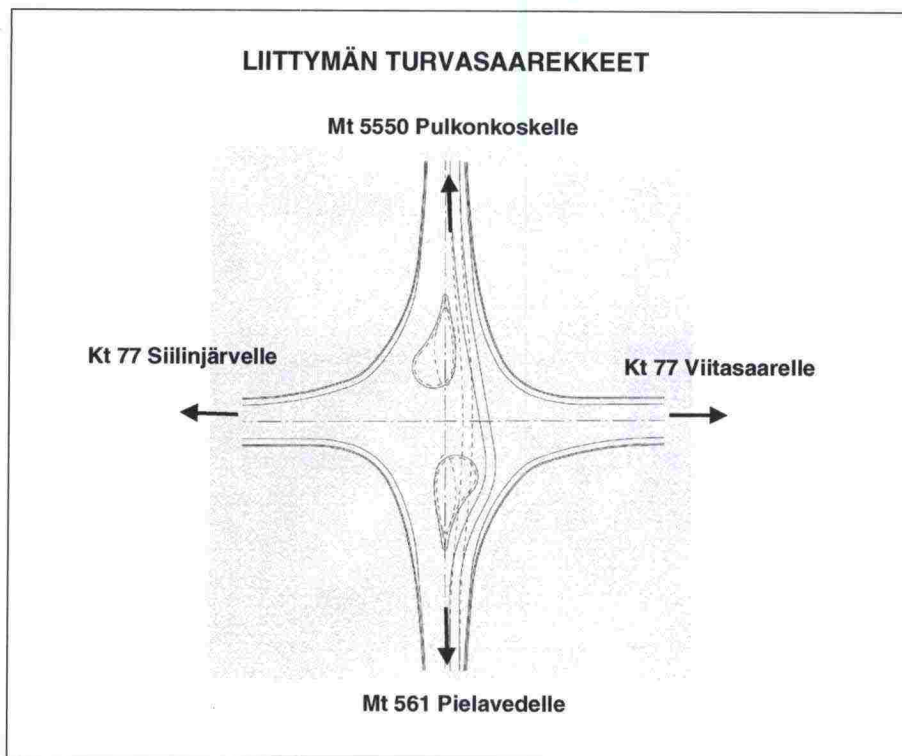 LIITTYMÄN TURVASAAREKKEET
Mt 5550 Pulkonkoskelle
Kt 77 Siilinjärvelle
Kt 77 Viitasaarelle
Mt 561 Pielavedelle